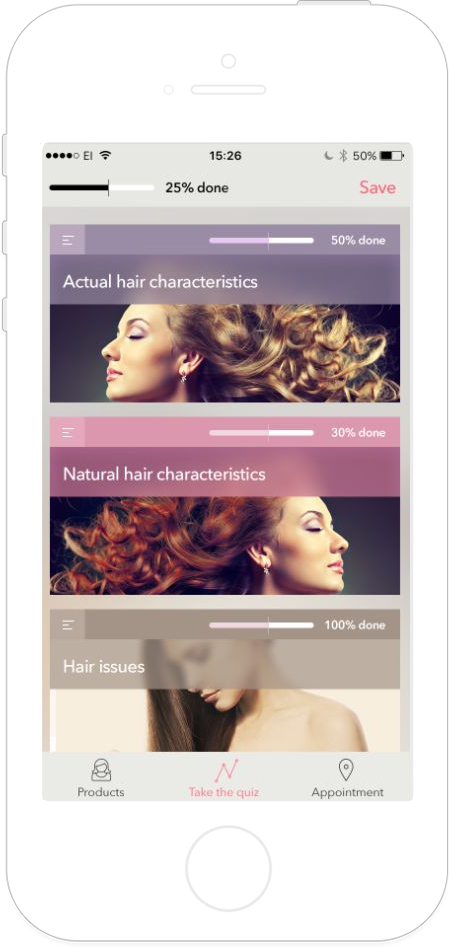 EI 15:26 50%
25% done Save
50% done
Actual hair characteristics
30% done
Natural hair characteristics
100% done
Hair issues
Products Take the quiz Appointment